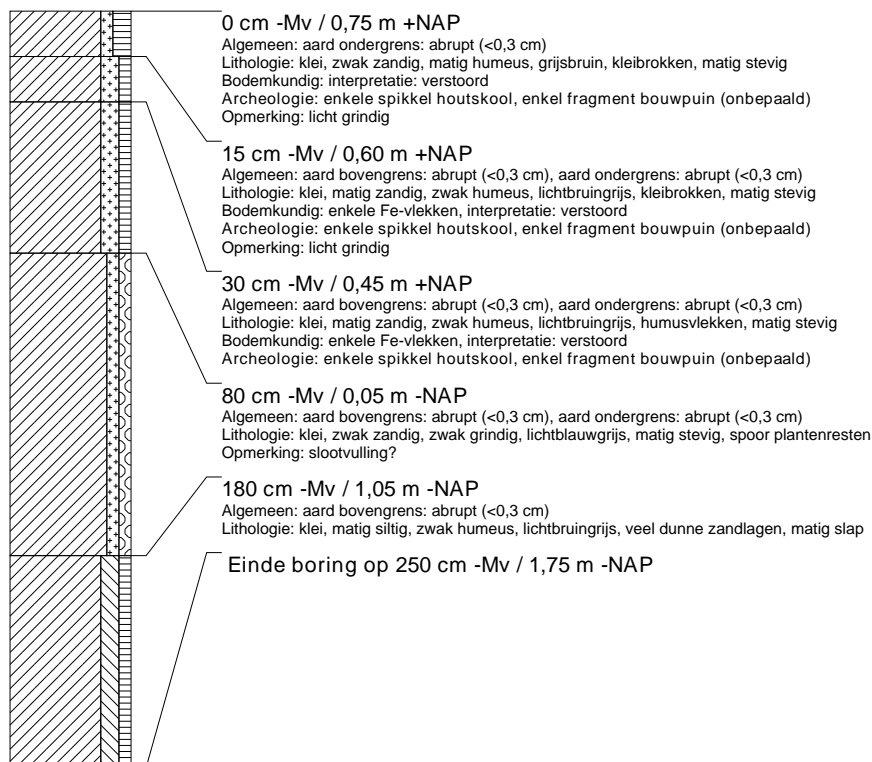 0 cm -Mv / 0,75 m +NAP
Algemeen: aard ondergrens: abrupt (<0,3 cm)
Lithologie: klei, zwak zandig, matig humeus, grijsbruin, kleibrokken, matig stevig
Bodemkundig: interpretatie: verstoord
Archeologie: enkele spikkel houtskool, enkel fragment bouwpuin (onbepaald)
Opmerking: licht grindig
15 cm -Mv / 0,60 m +NAP
Algemeen: aard bovengrens: abrupt (<0,3 cm), aard ondergrens: abrupt (<0,3 cm)
Lithologie: klei, matig zandig, zwak humeus, lichtbruingrijs, kleibrokken, matig stevig
Bodemkundig: enkele Fe-vlekken, interpretatie: verstoord
Archeologie: enkele spikkel houtskool, enkel fragment bouwpuin (onbepaald)
Opmerking: licht grindig
30 cm -Mv / 0,45 m +NAP
Algemeen: aard bovengrens: abrupt (<0,3 cm), aard ondergrens: abrupt (<0,3 cm)
Lithologie: klei, matig zandig, zwak humeus, lichtbruingrijs, humusvlekken, matig stevig
Bodemkundig: enkele Fe-vlekken, interpretatie: verstoord
Archeologie: enkele spikkel houtskool, enkel fragment bouwpuin (onbepaald)
80 cm -Mv / 0,05 m -NAP
Algemeen: aard bovengrens: abrupt (<0,3 cm), aard ondergrens: abrupt (<0,3 cm)
Lithologie: klei, zwak zandig, zwak grindig, lichtblauwgrijs, matig stevig, spoor plantenresten
Opmerking: slootvulling?
180 cm -Mv / 1,05 m -NAP
Algemeen: aard bovengrens: abrupt (<0,3 cm)
Lithologie: klei, matig siltig, zwak humeus, lichtbruingrijs, veel dunne zandlagen, matig slap
Einde boring op 250 cm -Mv / 1,75 m -NAP